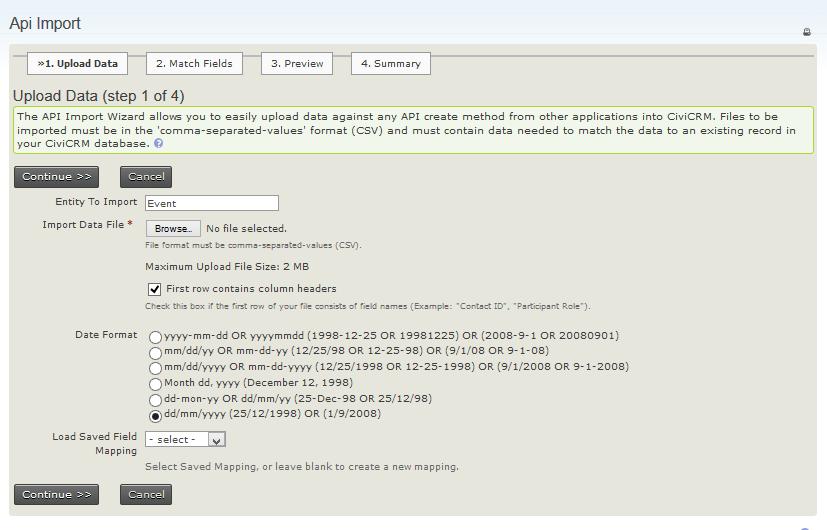 Api Import
»1. Upload Data 2. Match Fields 3. Preview 4. Summary
Upload Data (step 1 of 4)
The API Import Wizard allows you to easily upload data against any API create method from other applications into CiviCRM. Files to be
imported must be in the 'comma-separated-values' format (CSV) and must contain data needed to match the data to an existing record in
your CiviCRM database. ?
Continue >> Cancel
Entity To Import Event
Import Data File * Browse... No file selected.
File format must be comma-separated-values (CSV).
Maximum Upload File Size: 2 MB
First row contains column headers
Check this box if the first row of your file consists of field names (Example: "Contact ID", "Participant Role").
Date Format yyyy-mm-dd OR yyyymmdd (1998-12-25 OR 19981225) OR (2008-9-1 OR 20080901)
mm/dd/yy OR mm-dd-yy (12/25/98 OR 12-25-98) OR (9/1/08 OR 9-1-08)
mm/dd/yyyy OR mm-dd-yyyy (12/25/1998 OR 12-25-1998) OR (9/1/2008 OR 9-1-2008)
Month dd, yyyy (December 12, 1998)
dd-mon-yy OR dd/mm/yy (25-Dec-98 OR 25/12/98)
dd/mm/yyyy (25/12/1998) OR (1/9/2008)
Load Saved Field - select -
Mapping
Select Saved Mapping, or leave blank to create a new mapping.
Continue >> Cancel